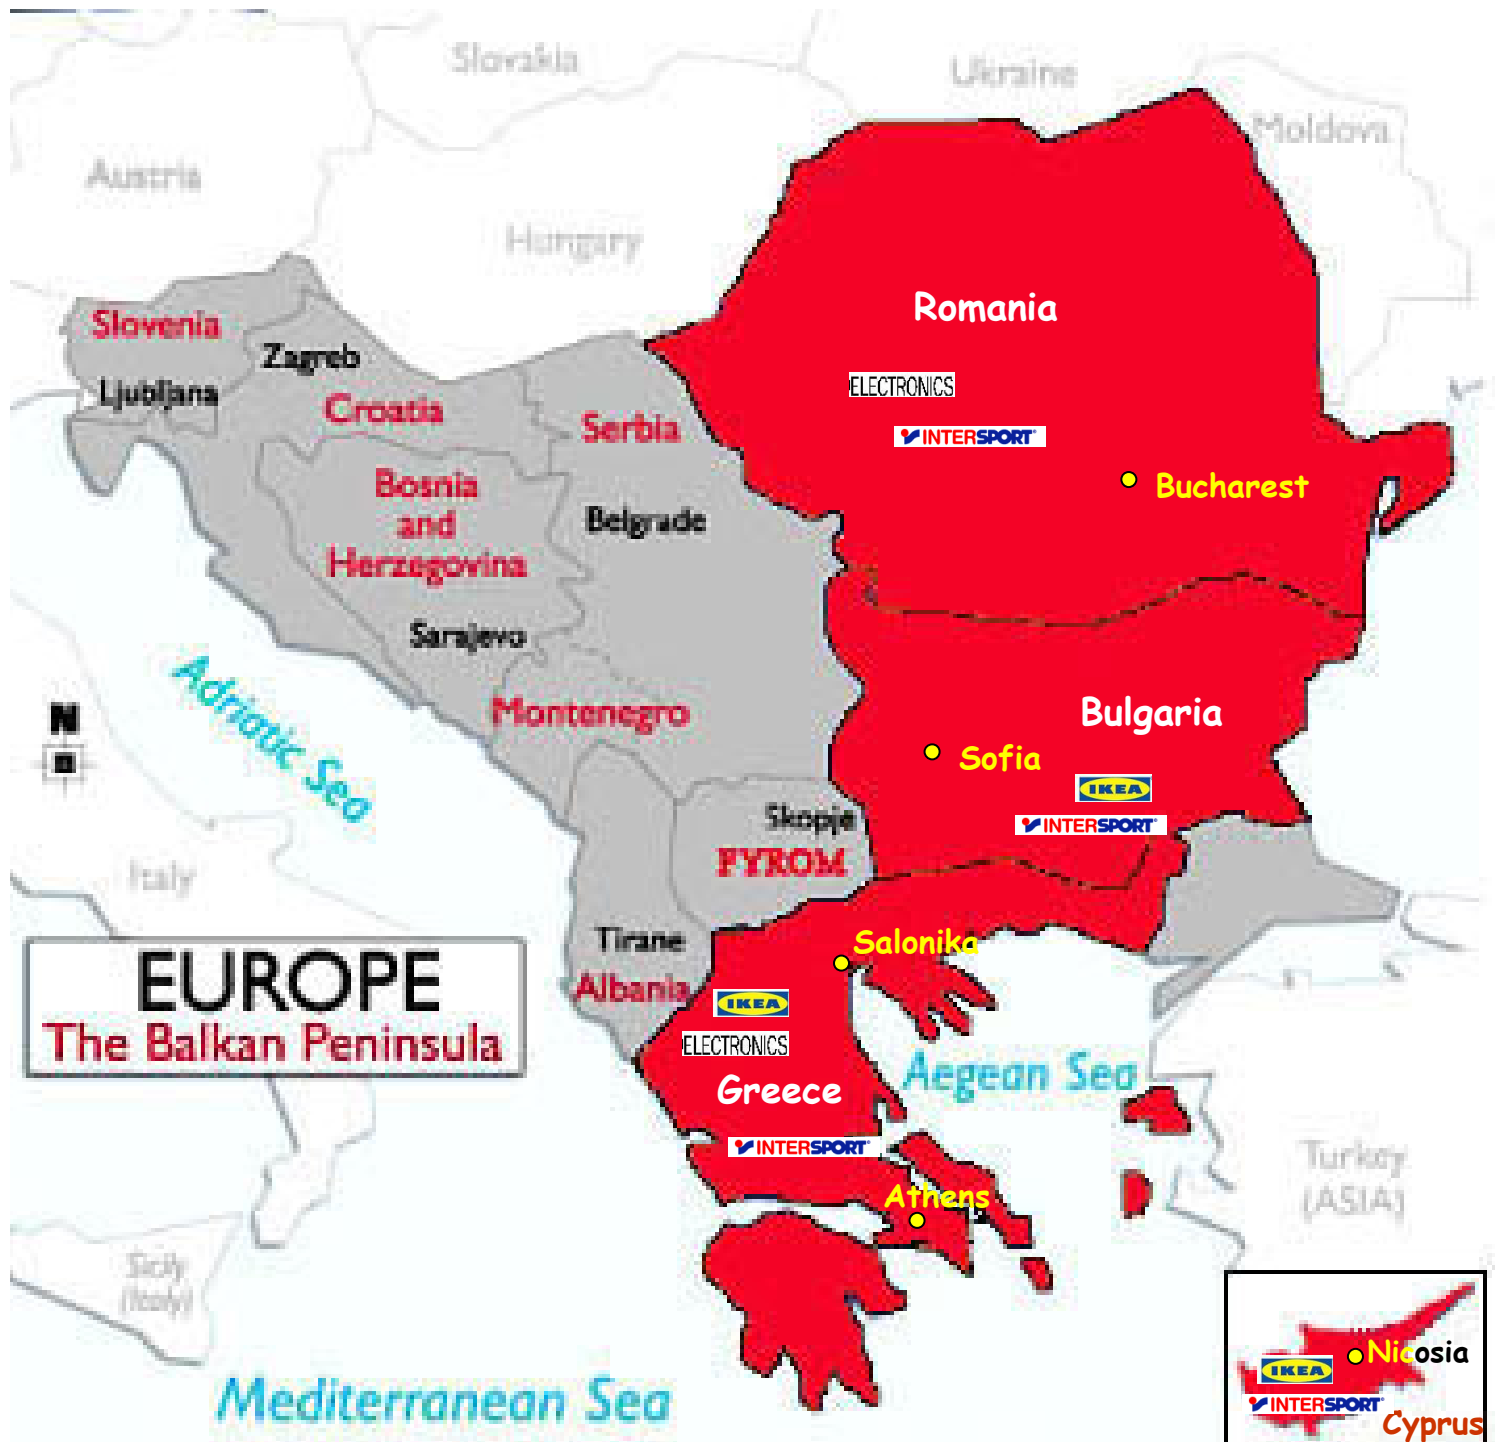 Slovakia
Ukraine
Moldova
Austria
Hungary
Romania
Slovenia
Zagreb
Ljubljana
Croatia
Serbia
ELECTRONICS
INTERSPORT
Bosnia
and
Herzegovina
Belgrade
Bucharest
Sarajevo
Adriatic Sea
Montenegro
N
Bulgaria
Sofia
IKEA
INTERSPORT
Skopje
FYROM
Italy
Tirane
Albania
Salonika
EUROPE
The Balkan Peninsula
IKEA
ELECTRONICS
Greece
Aegean Sea
INTERSPORT
Athens
Turkey
(ASIA)
Sicily
(Italy)
Mediterranean Sea
Nicosia
IKEA
INTERSPORT
Cyprus